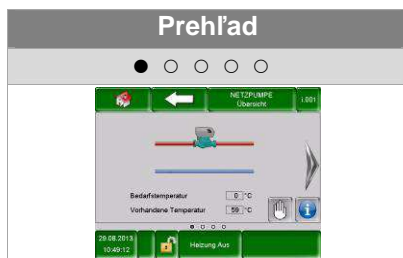 Prehľad
NETZPUMPE
Übersicht
i.001
Bedarfstemperatur 0 °C
Vorhandene Temperatur 59 °C
29.08.2013
10:49:12
Heizung Aus